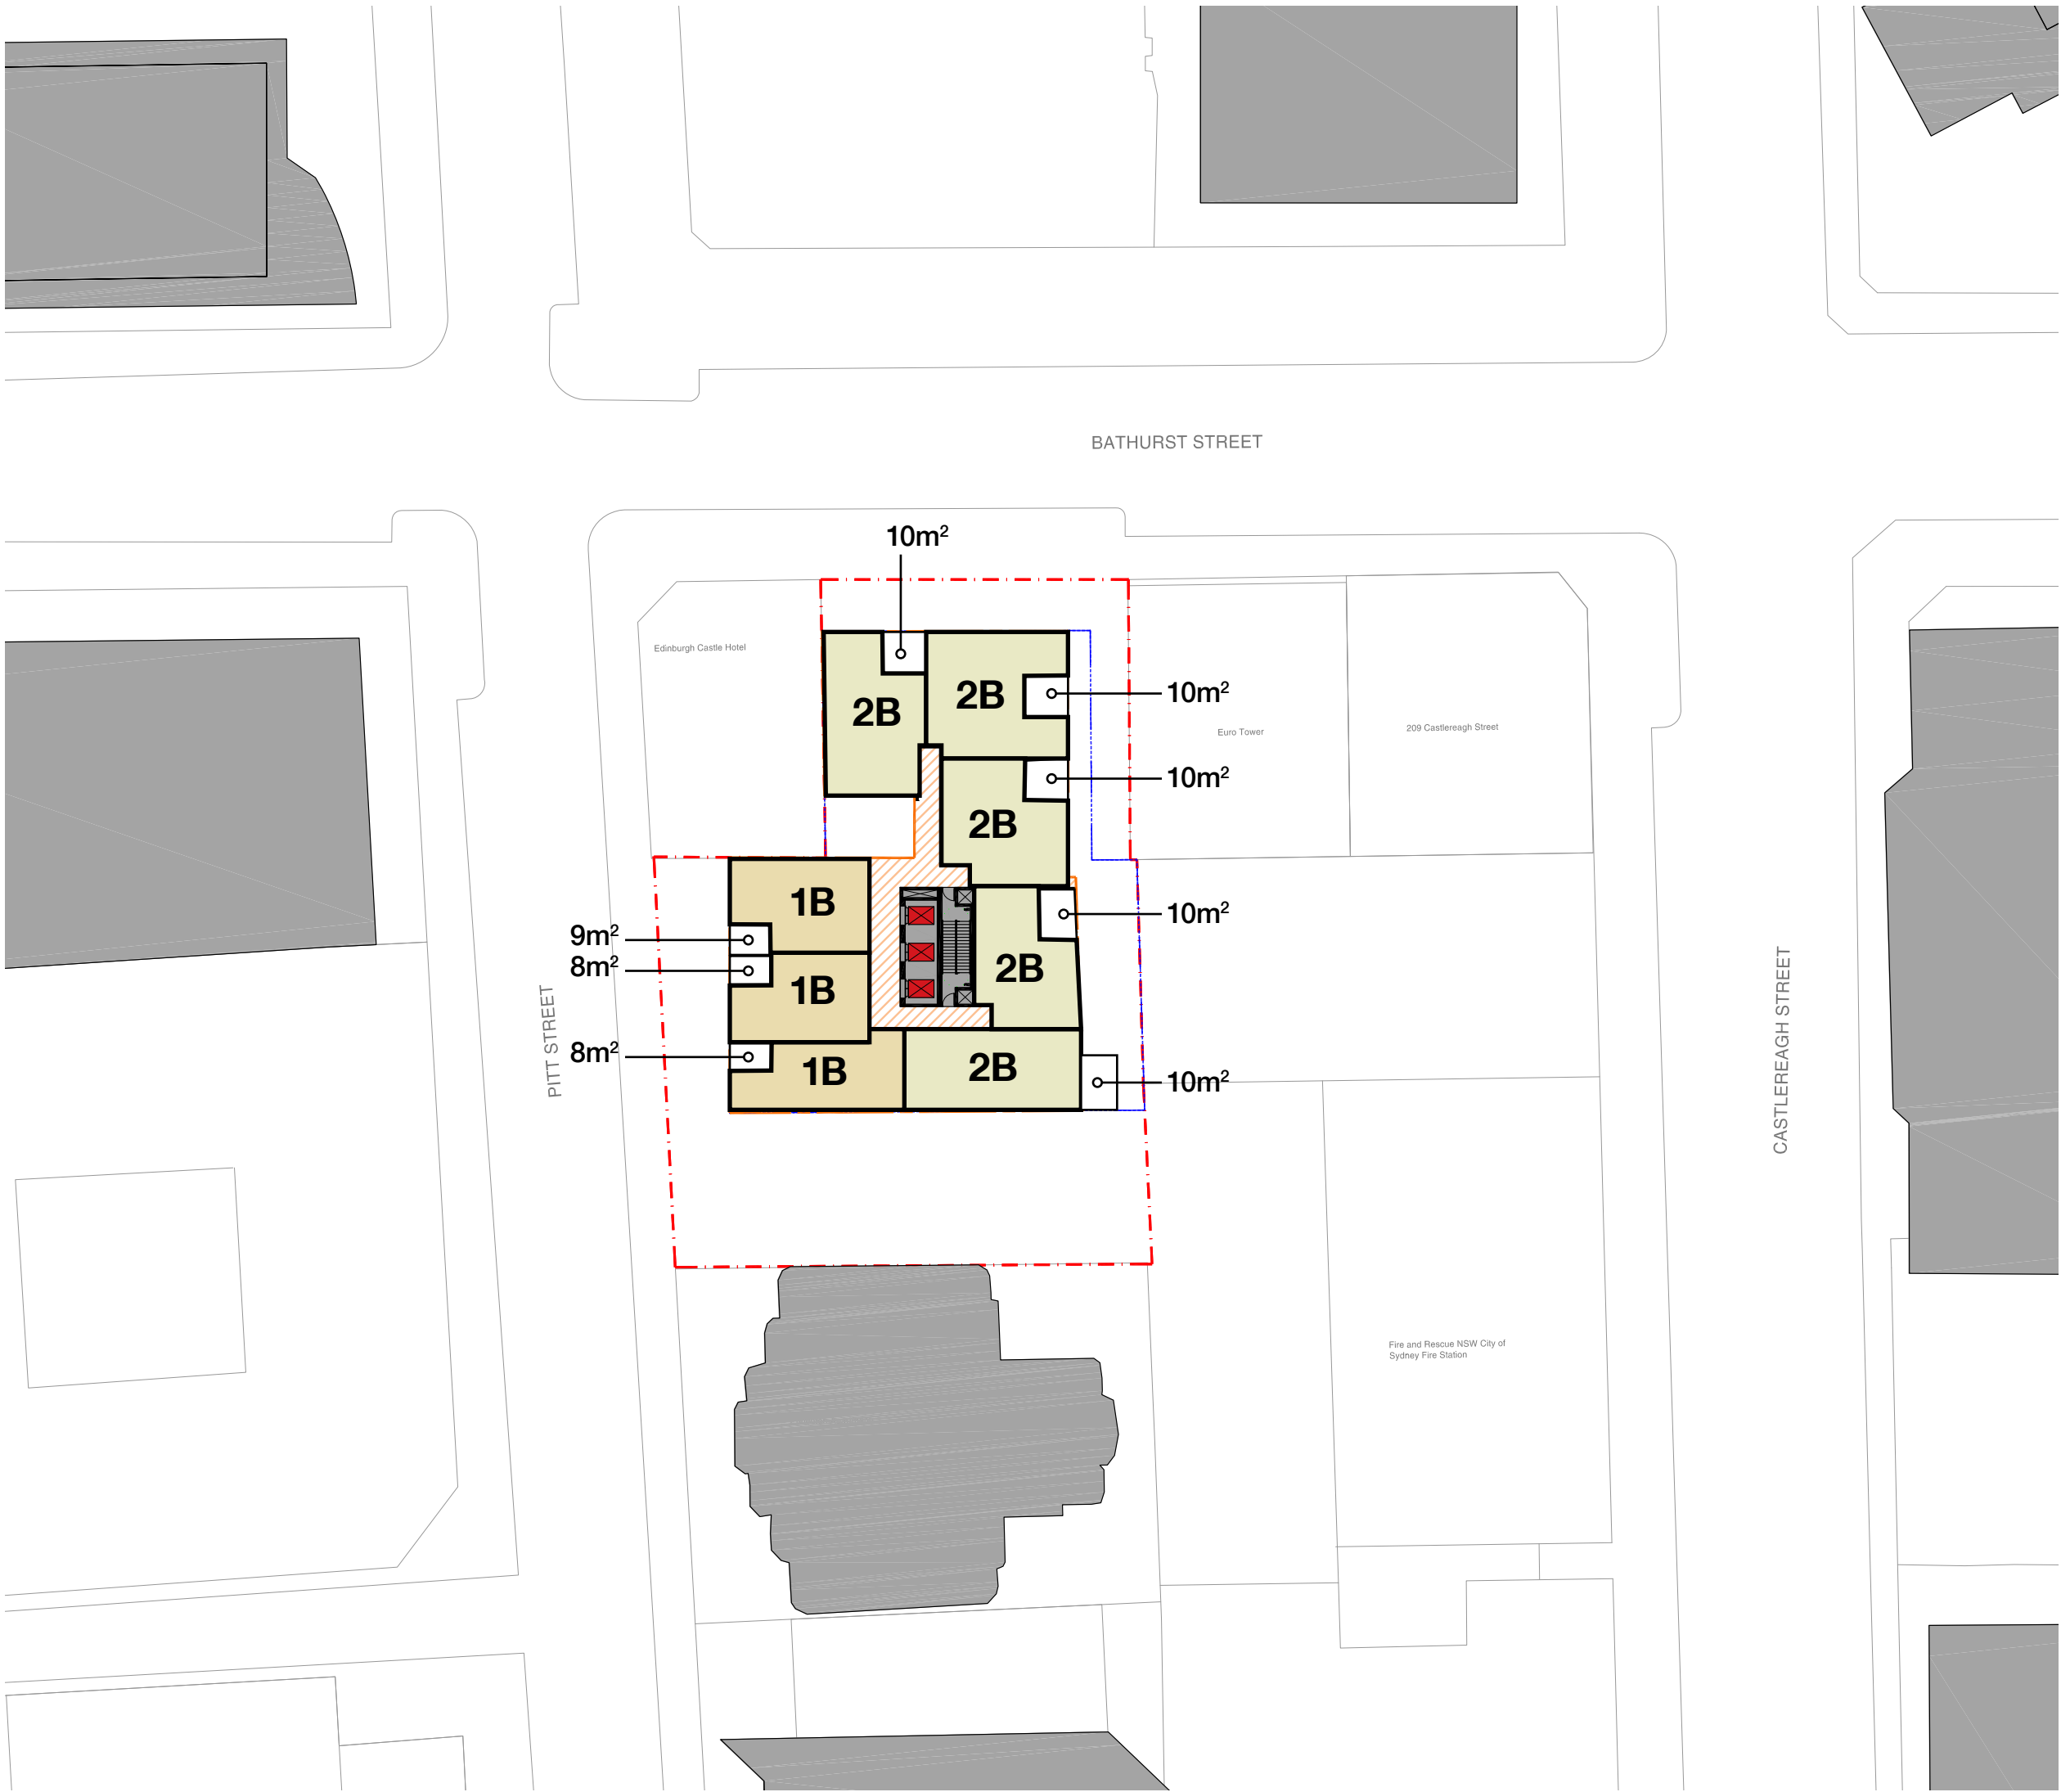 BATHURST STREET
10m²
Edinburgh Castle Hotel
2B
2B
10m²
Euro Tower
209 Castlereagh Street
10m²
2B
1B
10m²
9m²
8m²
2B
1B
PITT STREET
CASTLEREAGH STREET
8m²
1B
2B
10m²
Fire and Rescue NSW City of
Sydney Fire Station